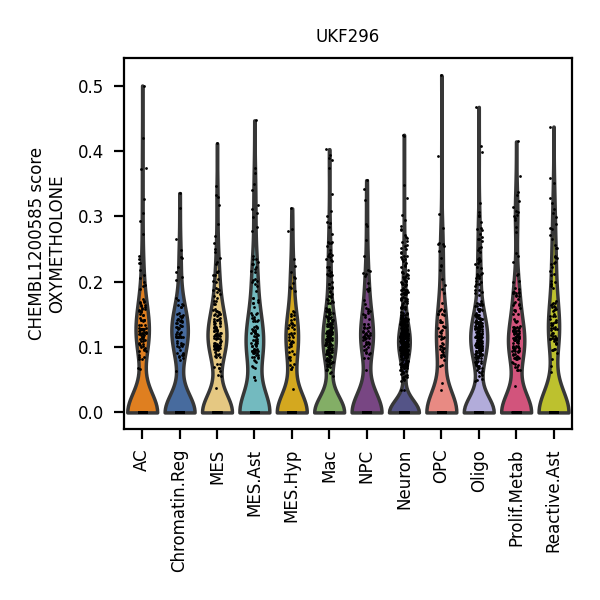 UKF296
CHEMBL1200585 score
OXYMETHOLONE
0.5
0.4
0.3
0.2
0.1
0.0
AC
Chromatin.Reg
MES
MES.Ast
MES.Hyp
Mac
NPC
Neuron
OPC
Oligo
Prolif.Metab
Reactive.Ast